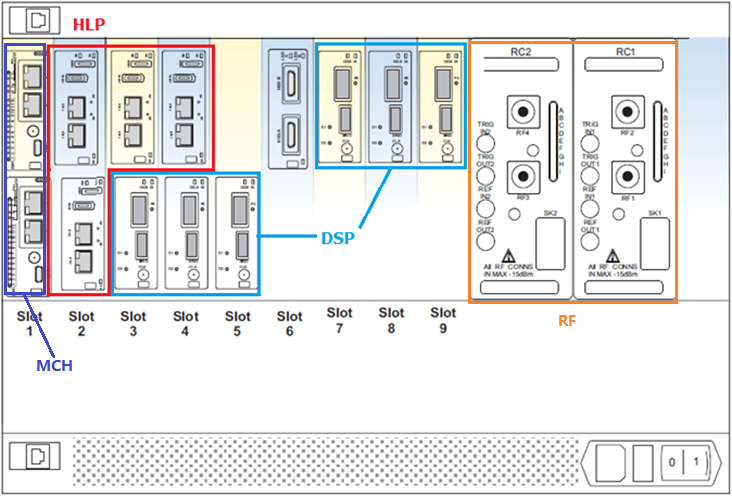 HLP
RC2
RC1
TRIG
IN2
TRIG
OUT2
REF
IN2
REF
OUT2
RF4
RF3
A
B
C
D
E
F
G
H
I
SK2
All RF CONNS
IN MAX -15dBm
TRIG
IN1
TRIG
OUT1
REF
IN1
REF
OUT1
RF2
RF1
A
B
C
D
E
F
G
H
I
SK1
All RF CONNS
IN MAX -15dBm
DSP
Slot
1
Slot
2
Slot
3
Slot
4
Slot
5
Slot
6
Slot
7
Slot
8
Slot
9
RF
MCH
0 1